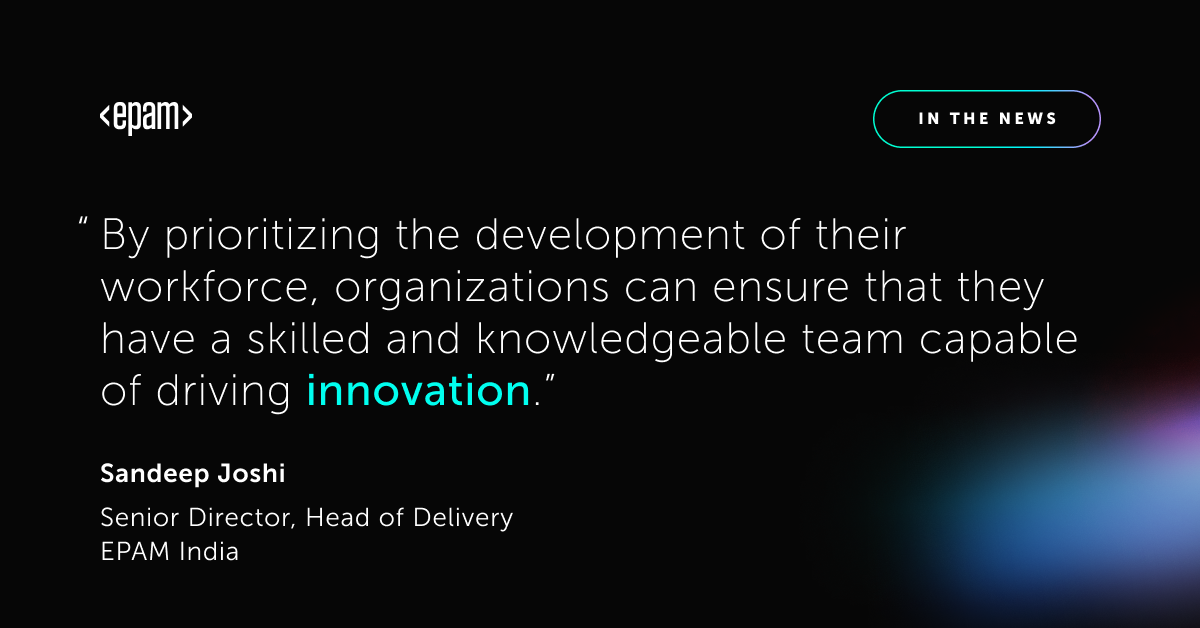 <epam>
IN THE NEWS
“ By prioritizing the development of their
workforce, organizations can ensure that they
have a skilled and knowledgeable team capable
of driving innovation.”
Sandeep Joshi
Senior Director, Head of Delivery
EPAM India